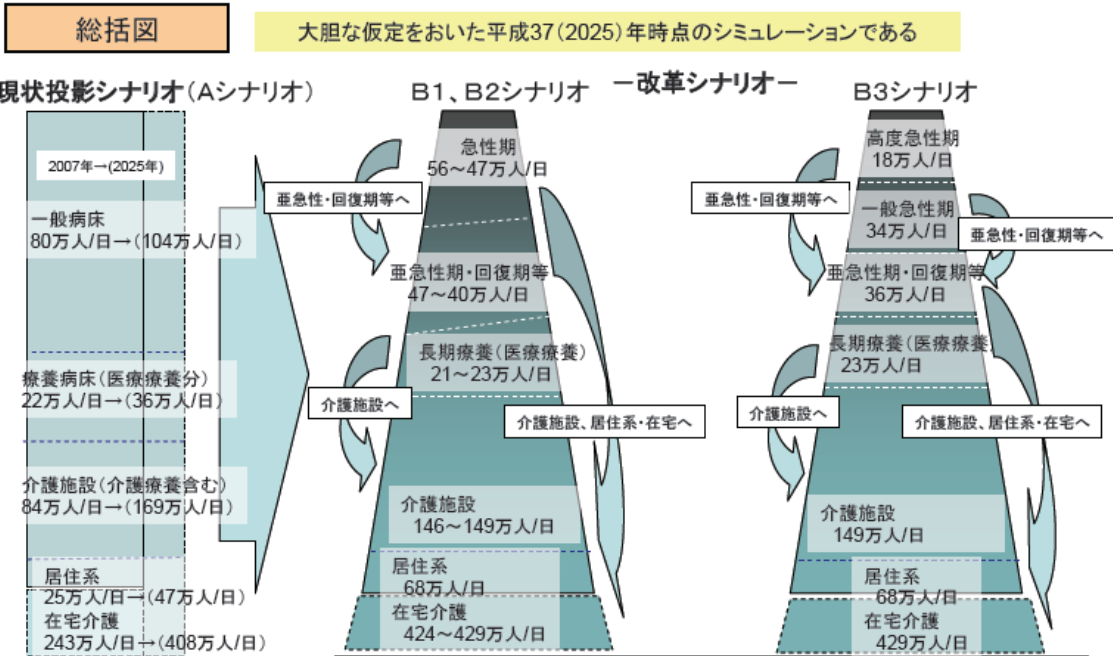 総括図
大胆な仮定をおいた平成37(2025)年時点のシミュレーションである
現状投影シナリオ(Aシナリオ)
2007年→(2025年)
一般病床
80万人/日→(104万人/日)
療養病床(医療療養分)
22万人/日→(36万人/日)
介護施設(介護療養含む)
84万人/日→(169万人/日)
居住系
25万人/日→(47万人/日)
在宅介護
243万人/日→(408万人/日)
－改革シナリオ－
B1、B2シナリオ
急性期
56～47万人/日
亜急性・回復期等へ
亜急性期・回復期等
47～40万人/日
長期療養(医療療養)
21～23万人/日
介護施設へ
介護施設、居住系・在宅へ
介護施設
146～149万人/日
居住系
68万人/日
在宅介護
424～429万人/日
B3シナリオ
高度急性期
18万人/日
亜急性・回復期等へ
一般急性期
34万人/日
亜急性・回復期等へ
亜急性期・回復期等
36万人/日
長期療養(医療療養)
23万人/日
介護施設へ
介護施設、居住系・在宅へ
介護施設
149万人/日
居住系
68万人/日
在宅介護
429万人/日